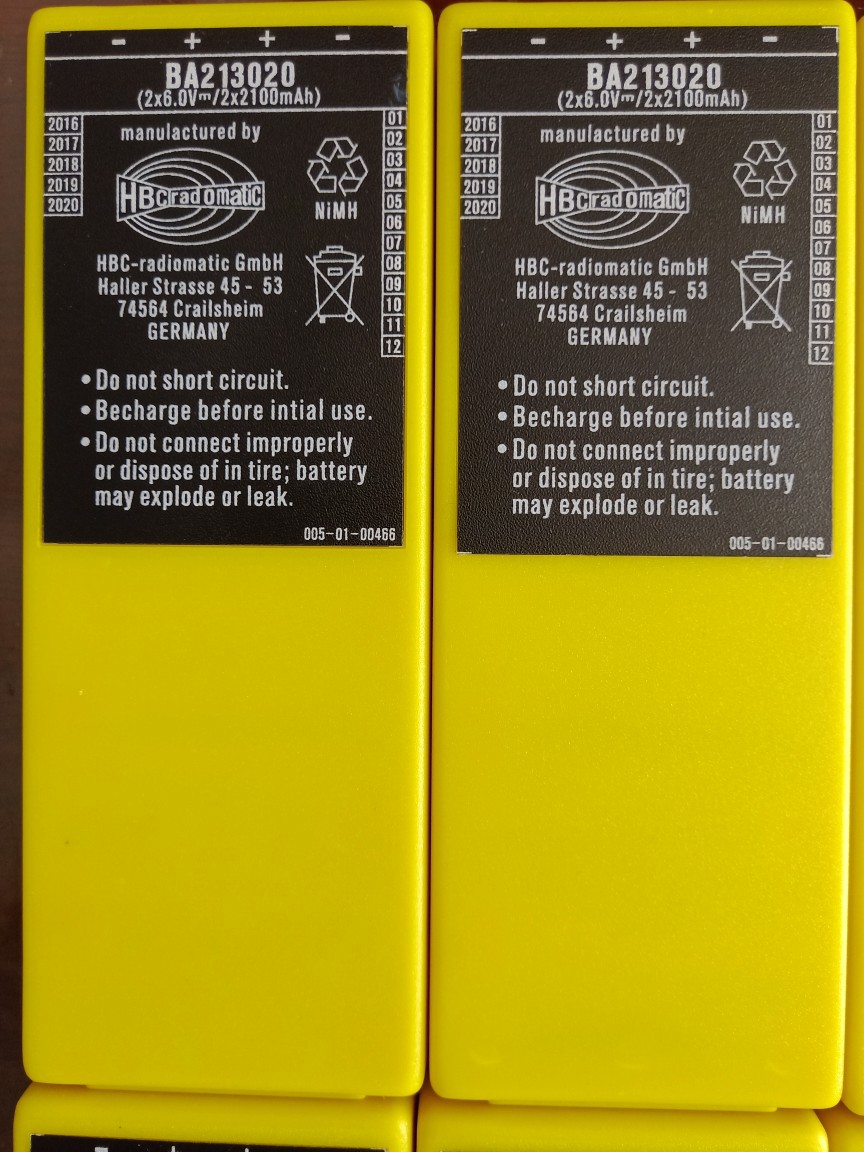 - + + -
BA213020
(2x6.0V⎓/2x2100mAh)
2016
2017
2018
2019
2020
manulactured by
HBCradiomatic
NiMH
HBC-radiomatic GmbH
Haller Strasse 45 - 53
74564 Crailsheim
GERMANY
01
02
03
04
05
06
07
08
09
10
11
12
• Do not short circuit.
• Becharge before intial use.
• Do not connect improperly
or dispose of in tire; battery
may explode or leak.
005-01-00466
- + + -
BA213020
(2x6.0V⎓/2x2100mAh)
2016
2017
2018
2019
2020
manulactured by
HBCradiomatic
NiMH
HBC-radiomatic GmbH
Haller Strasse 45 - 53
74564 Crailsheim
GERMANY
01
02
03
04
05
06
07
08
09
10
11
12
• Do not short circuit.
• Becharge before intial use.
• Do not connect improperly
or dispose of in tire; battery
may explode or leak.
005-01-00466